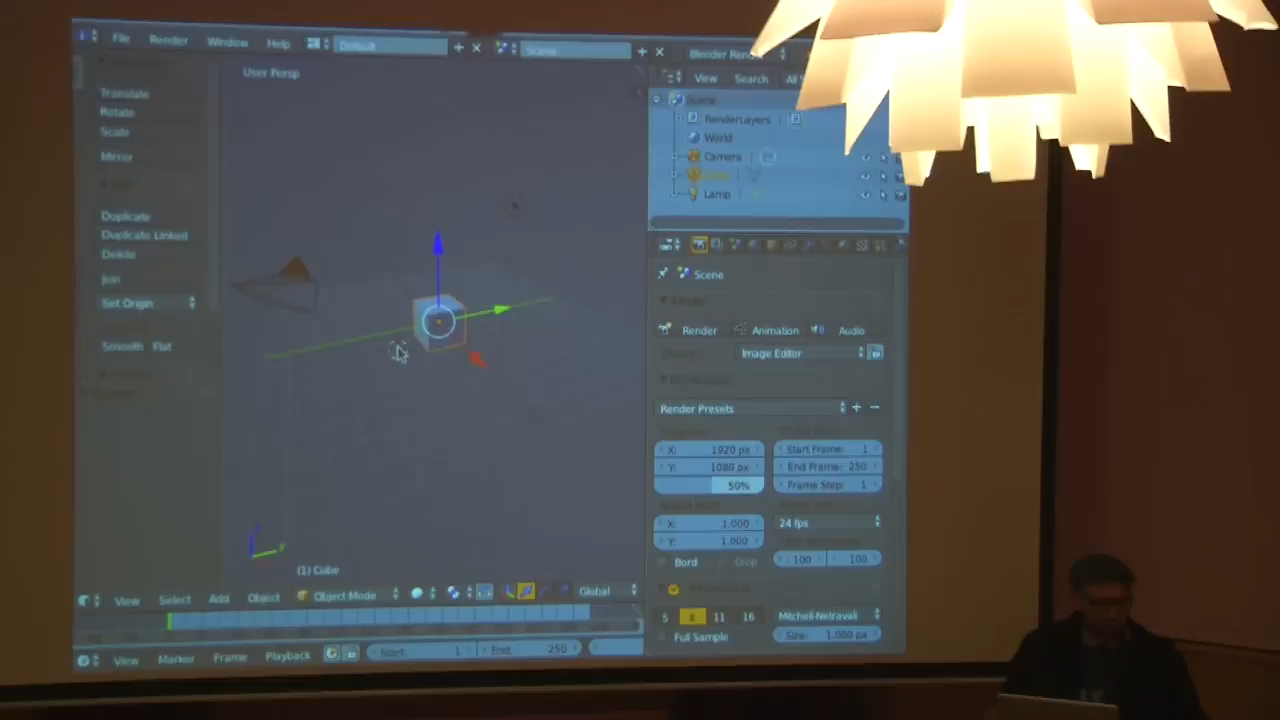 File Render Window Help Default Scene Blender Ren
User Persp
View Search All S
Translate
Rotate
Scale
Mirror
Duplicate
Duplicate Linked
Delete
Join
Set Origin
Smooth Flat
Scene
RenderLayers
World
Camera
Lamp
Scene
Render
Render Animation Audio
Image Editor
Render Presets
X: 1920 px
Y: 1080 px
50%
Start Frame: 1
End Frame: 250
Frame Step: 1
X: 1.000
Y: 1.000
24 fps
100 100
Bord Crop
5 8 11 16
Mitchell-Netravali
Full Sample
Size: 1.000 px
(1) Cube
View Select Add Object Object Mode Global
View Marker Frame Playback Start: 1 End: 250